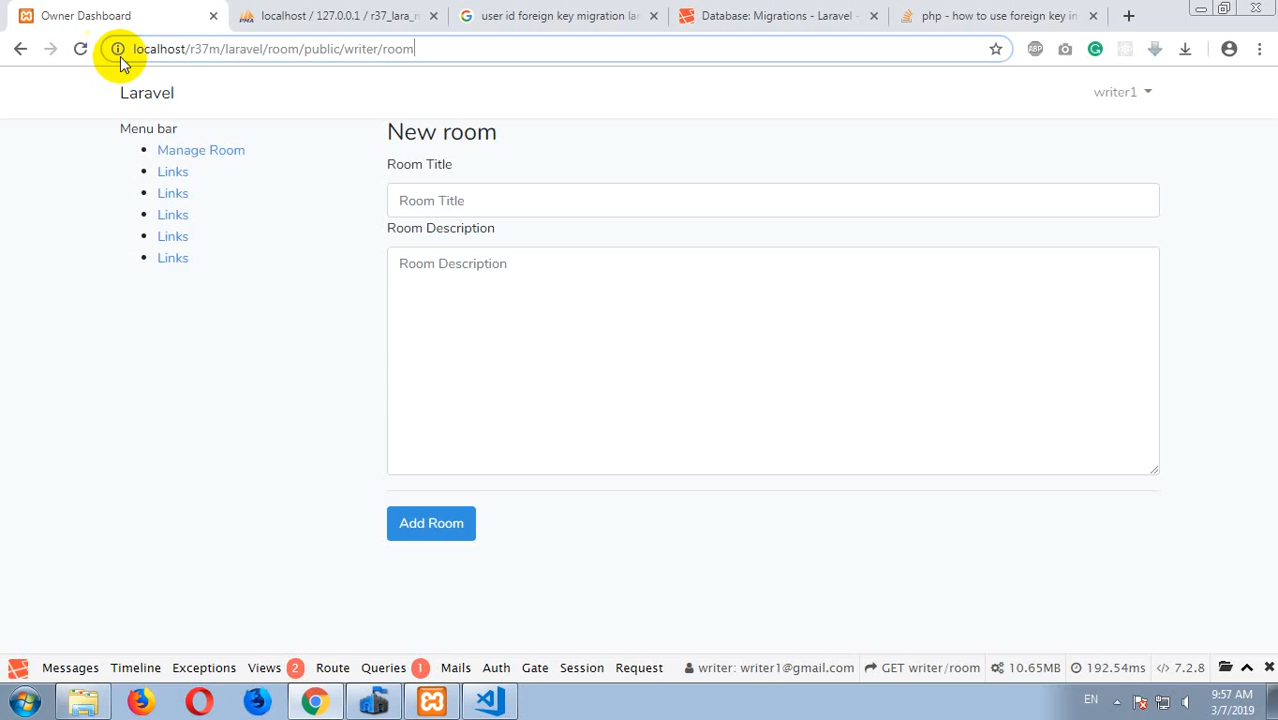 Owner Dashboard
localhost / 127.0.0.1 / r37_lara_r
user id foreign key migration lar
Database: Migrations - Laravel -
php - how to use foreign key in
localhost/r37m/laravel/room/public/writer/room
ABP
Laravel
writer1
Menu bar
Manage Room
Links
Links
Links
Links
Links
New room
Room Title
Room Title
Room Description
Room Description
Add Room
Messages Timeline Exceptions Views 2 Route Queries 1 Mails Auth Gate Session Request writer: writer1@gmail.com GET writer/room 10.65MB 192.54ms </> 7.2.8
EN
9:57 AM
3/7/2019